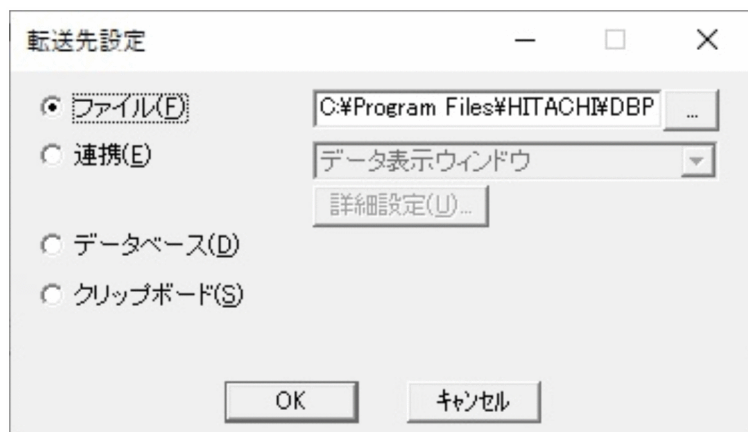 転送先設定
ファイル(F)
C:¥Program Files¥HITACHI¥DBP
...
連携(E)
データ表示ウィンドウ
詳細設定(U)...
データベース(D)
クリップボード(S)
OK
キャンセル